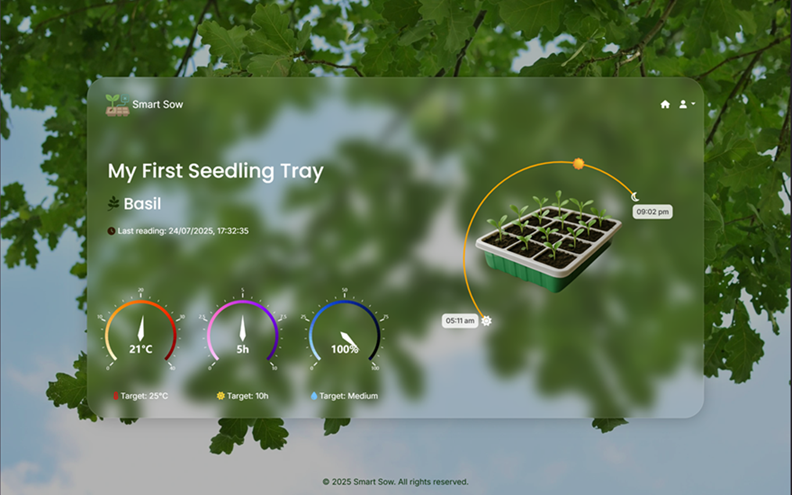 Smart Sow
My First Seedling Tray
Basil
Last reading: 24/07/2025, 17:32:35
09:02 pm
05:11 am
21°C
5h
100%
Target: 25°C
Target: 10h
Target: Medium
© 2025 Smart Sow. All rights reserved.